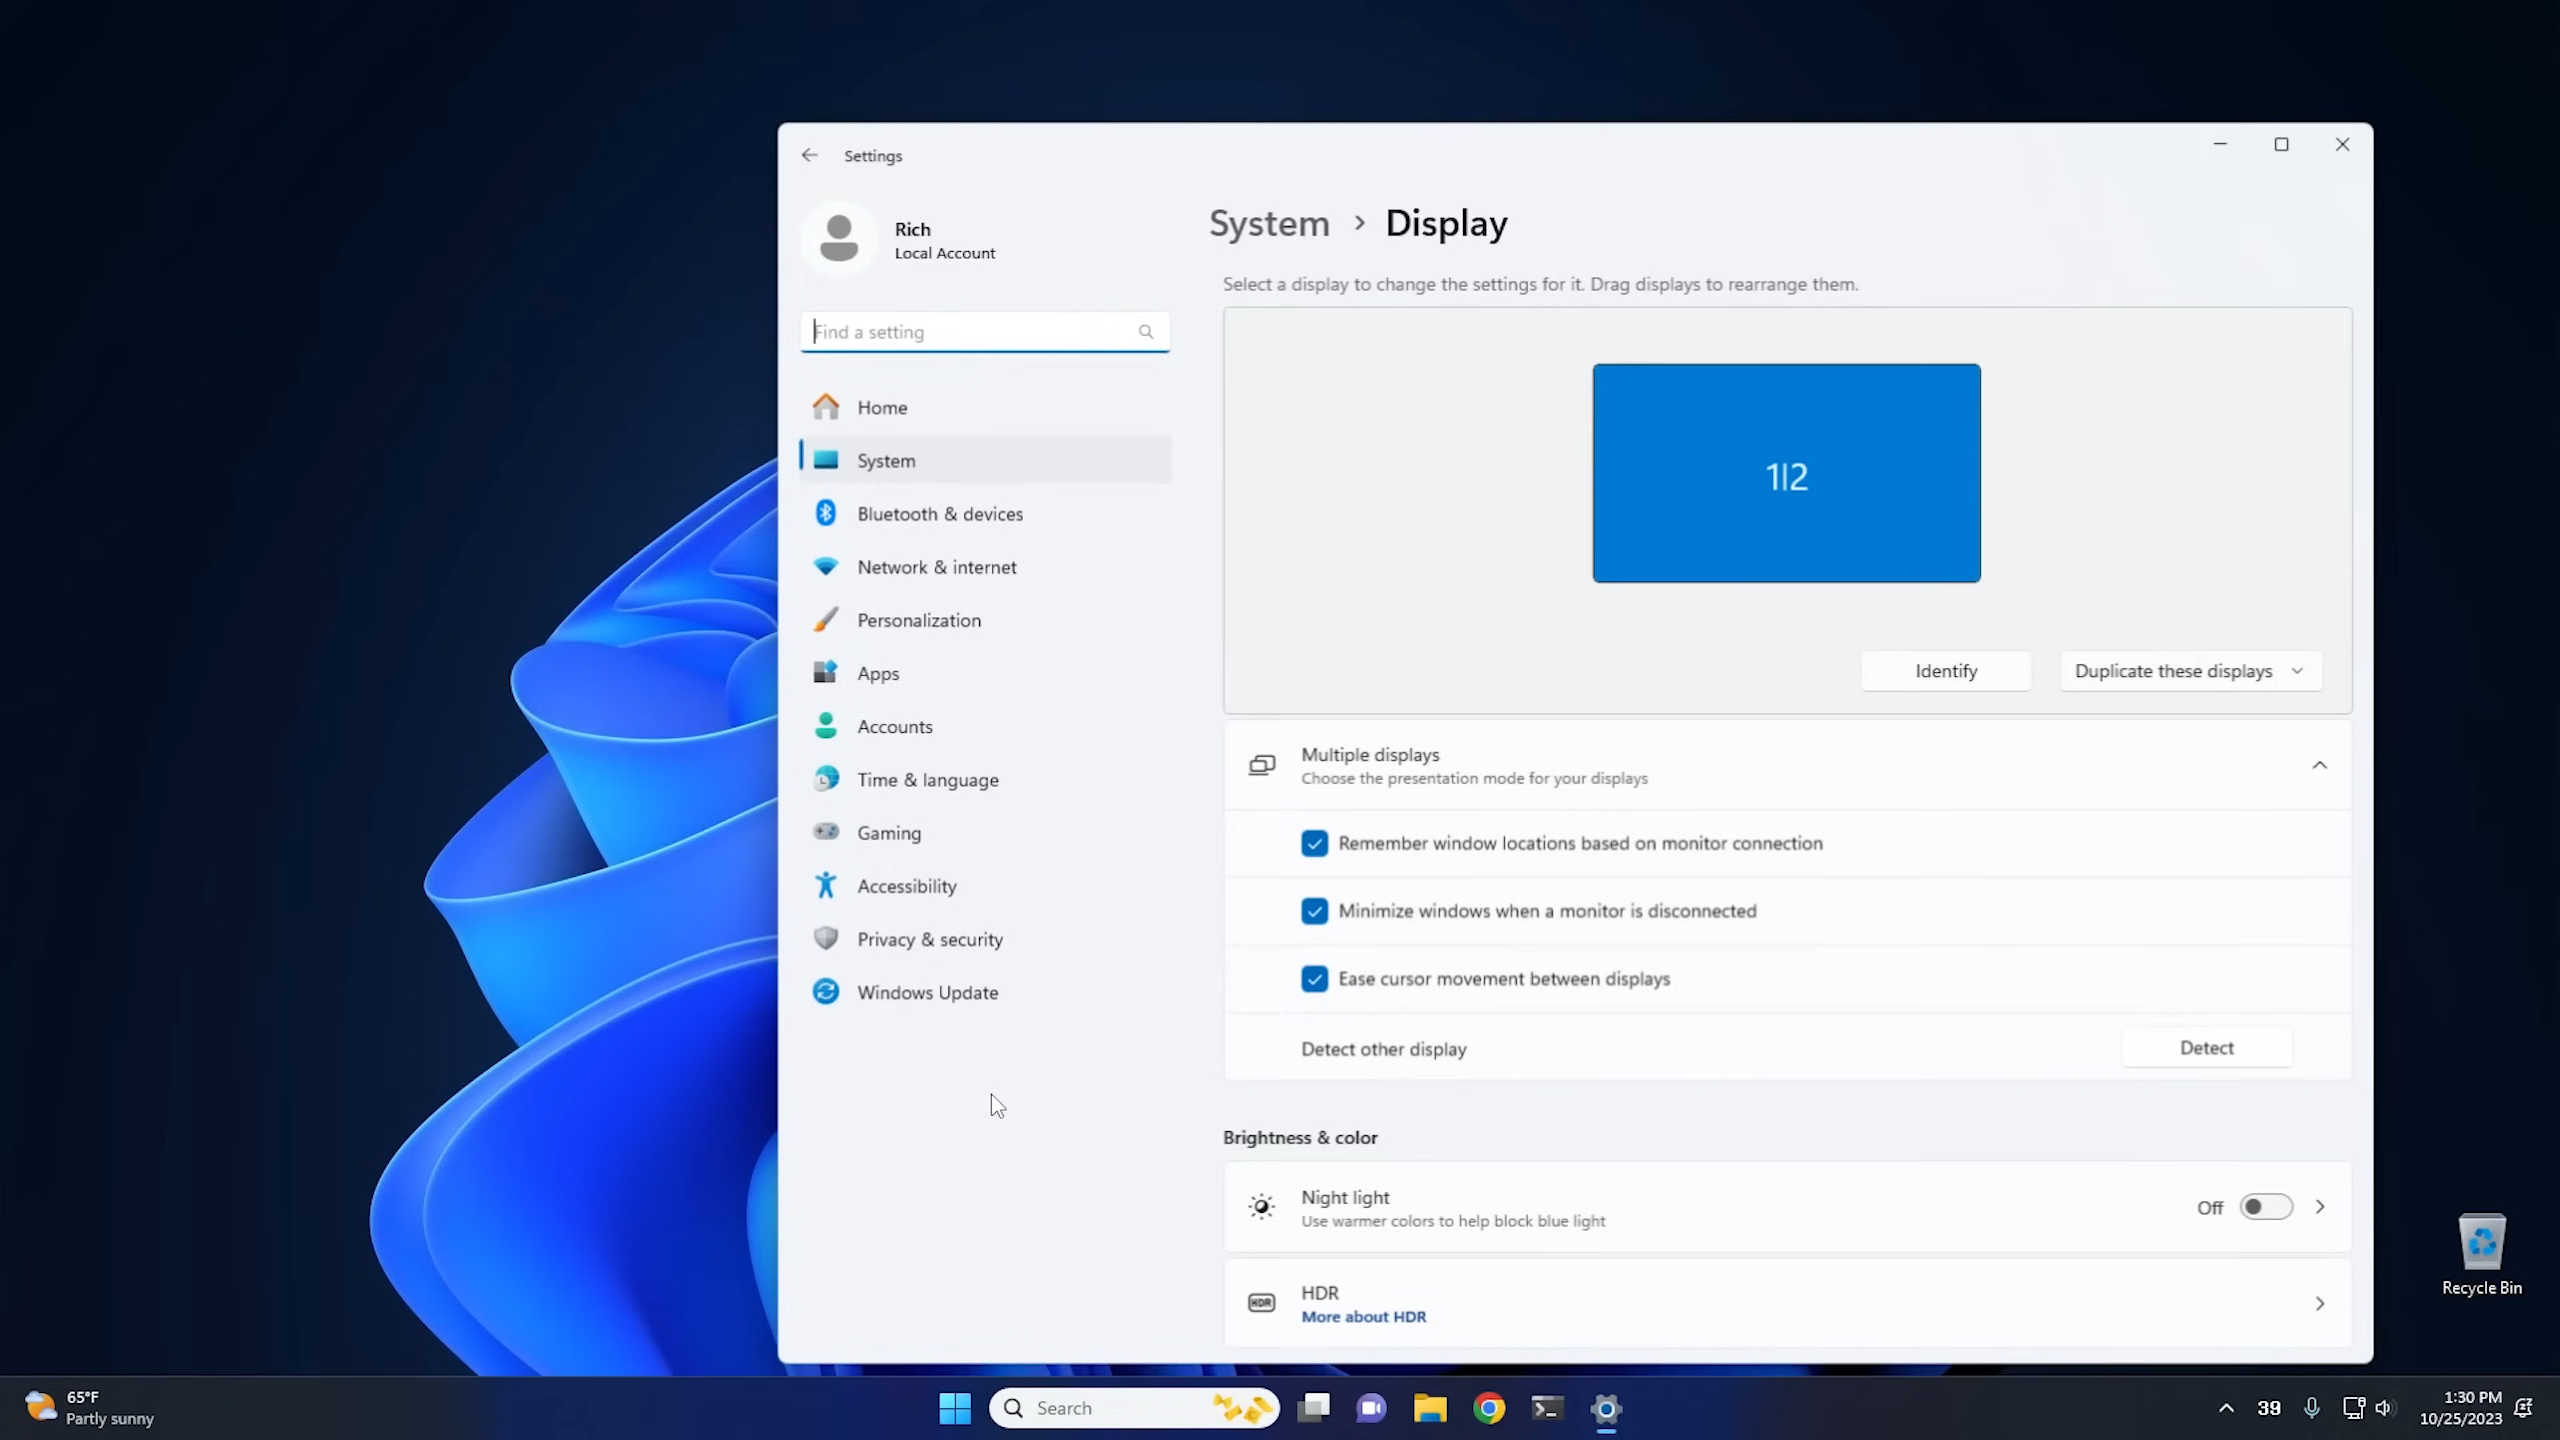 Settings
Rich
Local Account
Find a setting
Home
System
Bluetooth & devices
Network & internet
Personalization
Apps
Accounts
Time & language
Gaming
Accessibility
Privacy & security
Windows Update
System > Display
Select a display to change the settings for it. Drag displays to rearrange them.
1|2
Identify
Duplicate these displays
Multiple displays
Choose the presentation mode for your displays
Remember window locations based on monitor connection
Minimize windows when a monitor is disconnected
Ease cursor movement between displays
Detect other display
Detect
Brightness & color
Night light
Use warmer colors to help block blue light
Off
HDR
HDR
More about HDR
Recycle Bin
65°F
Partly sunny
Search
39
1:30 PM
10/25/2023